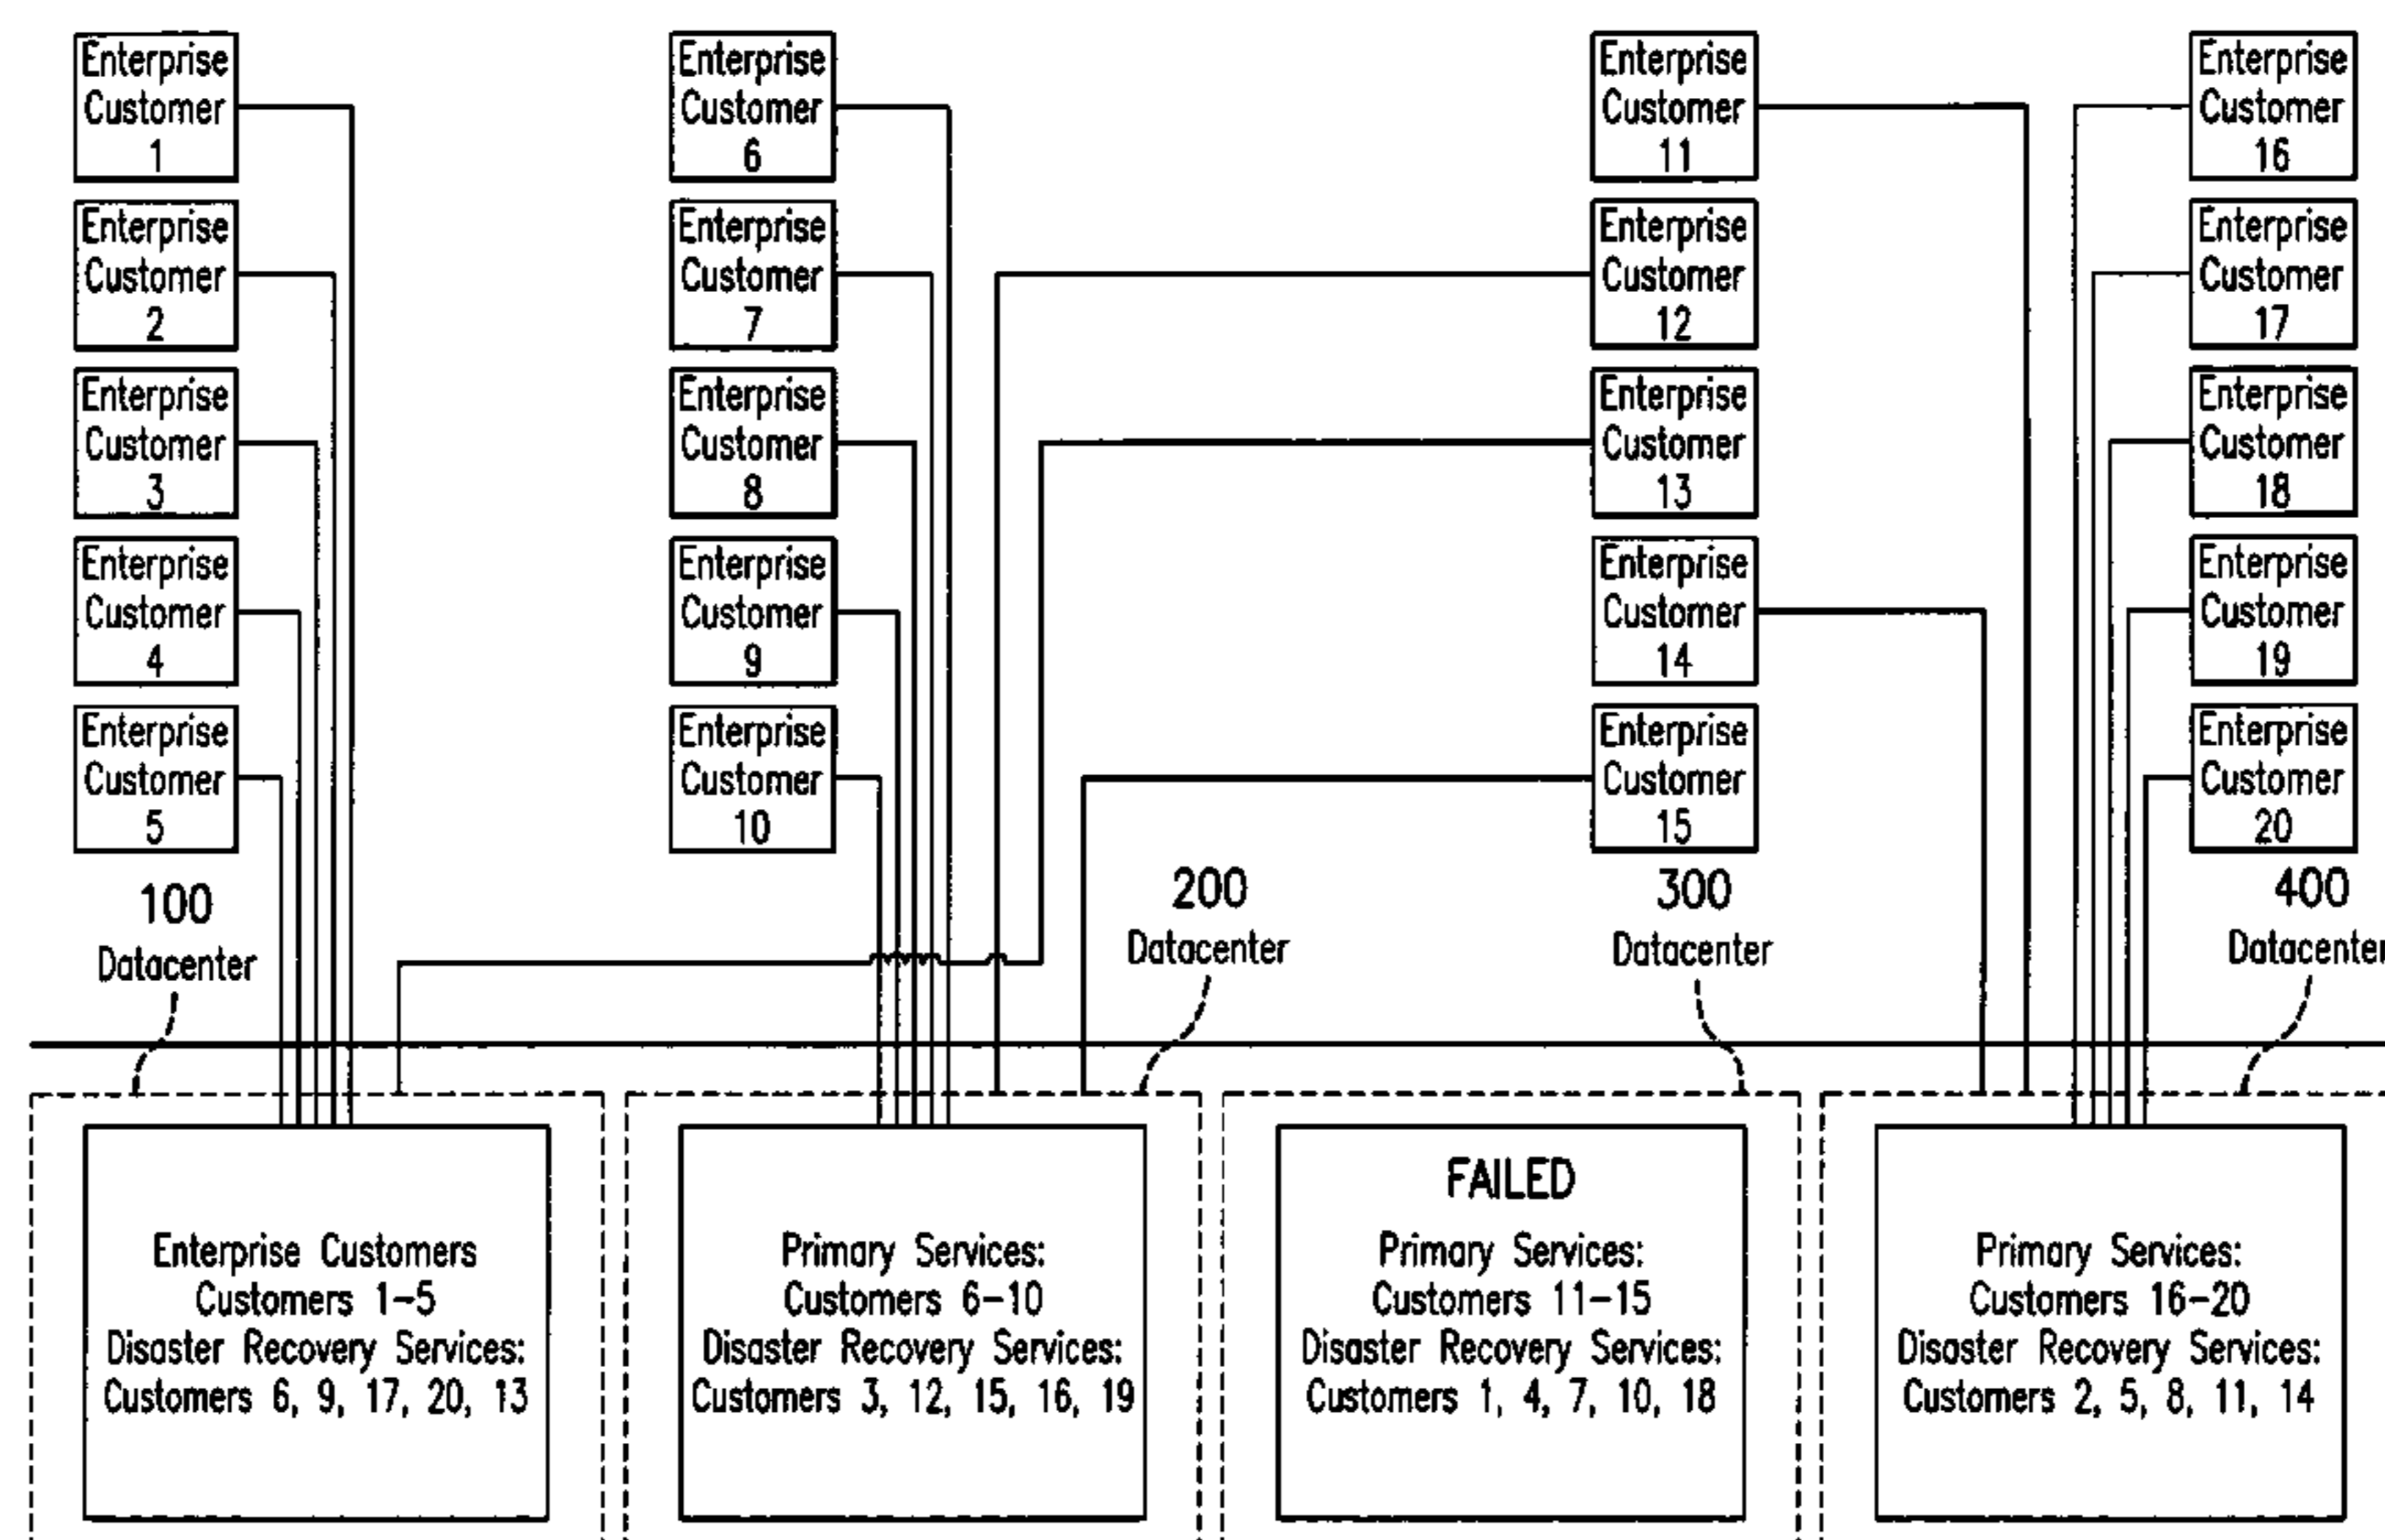 Enterprise
Customer
1
Enterprise
Customer
2
Enterprise
Customer
3
Enterprise
Customer
4
Enterprise
Customer
5
Enterprise
Customer
6
Enterprise
Customer
7
Enterprise
Customer
8
Enterprise
Customer
9
Enterprise
Customer
10
Enterprise
Customer
11
Enterprise
Customer
12
Enterprise
Customer
13
Enterprise
Customer
14
Enterprise
Customer
15
Enterprise
Customer
16
Enterprise
Customer
17
Enterprise
Customer
18
Enterprise
Customer
19
Enterprise
Customer
20
100
Datacenter
200
Datacenter
300
Datacenter
400
Datacenter
Enterprise Customers
Customers 1-5
Disaster Recovery Services:
Customers 6, 9, 17, 20, 13
Primary Services:
Customers 6-10
Disaster Recovery Services:
Customers 3, 12, 15, 16, 19
FAILED
Primary Services:
Customers 11-15
Disaster Recovery Services:
Customers 1, 4, 7, 10, 18
Primary Services:
Customers 16-20
Disaster Recovery Services:
Customers 2, 5, 8, 11, 14